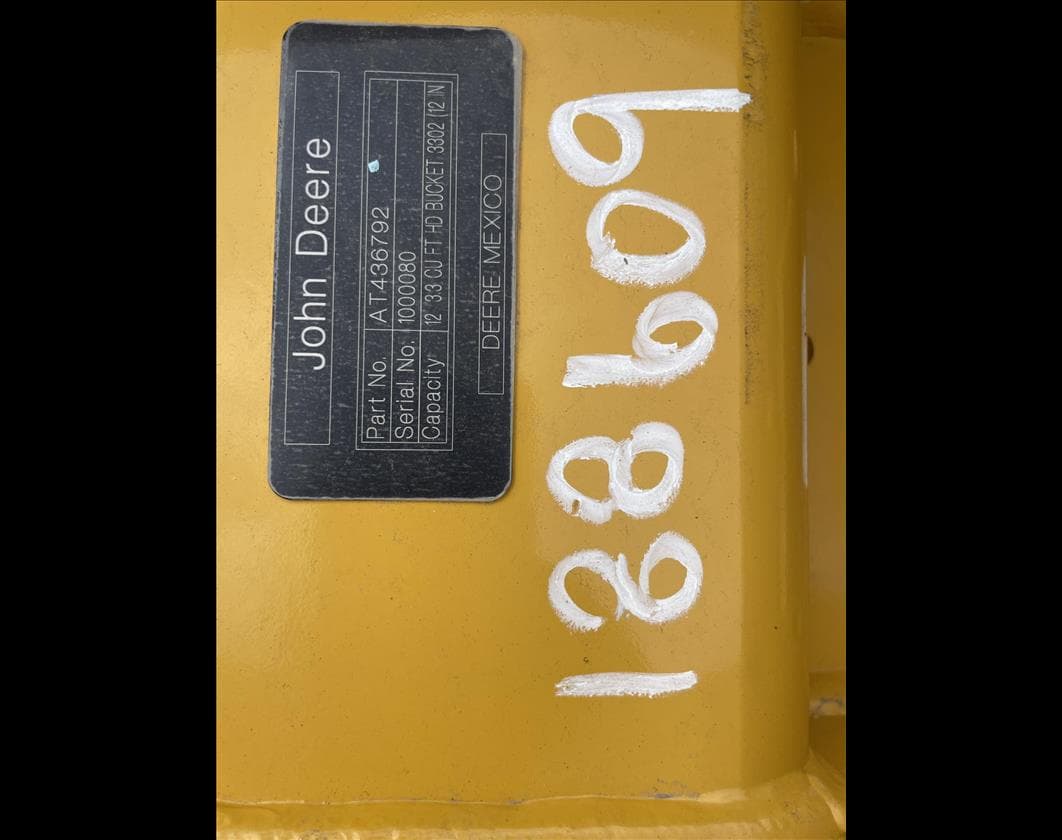 John Deere
Part No. AT436792
Serial No. 1000080
Capacity 12 3.3 CU FT HD BUCKET 3302 (12 IN
DEERE MEXICO
188609